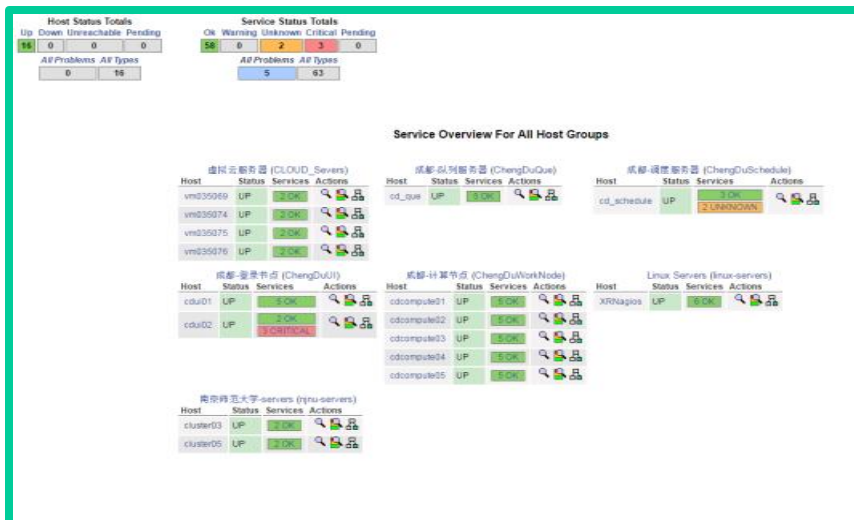 Host Status Totals
Up Down Unreachable Pending
16 0 0 0
All Problems All Types
0 16
Service Status Totals
Ok Warning Unknown Critical Pending
58 0 2 3 0
All Problems All Types
5 63
Service Overview For All Host Groups
虚拟云服务器 (CLOUD_Severs)
Host Status Services Actions
vm035069 UP 2 OK
vm035074 UP 2 OK
vm035075 UP 2 OK
vm035076 UP 2 OK
成都-队列服务器 (ChengDuQue)
Host Status Services Actions
cd_que UP 6 OK
成都-调度服务器 (ChengDuSchedule)
Host Status Services Actions
cd_schedule UP 3 OK
2 UNKNOWN
成都-登录节点 (ChengDuUI)
Host Status Services Actions
cdui01 UP 5 OK
cdui02 UP 2 OK
3 CRITICAL
成都-计算节点 (ChengDuWorkNode)
Host Status Services Actions
cdcompute01 UP 5 OK
cdcompute02 UP 5 OK
cdcompute03 UP 5 OK
cdcompute04 UP 5 OK
cdcompute05 UP 5 OK
Linux Servers (linux-servers)
Host Status Services Actions
XRNagios UP 6 OK
南京师范大学-servers (njnu-servers)
Host Status Services Actions
cluster03 UP 2 OK
cluster05 UP 2 OK